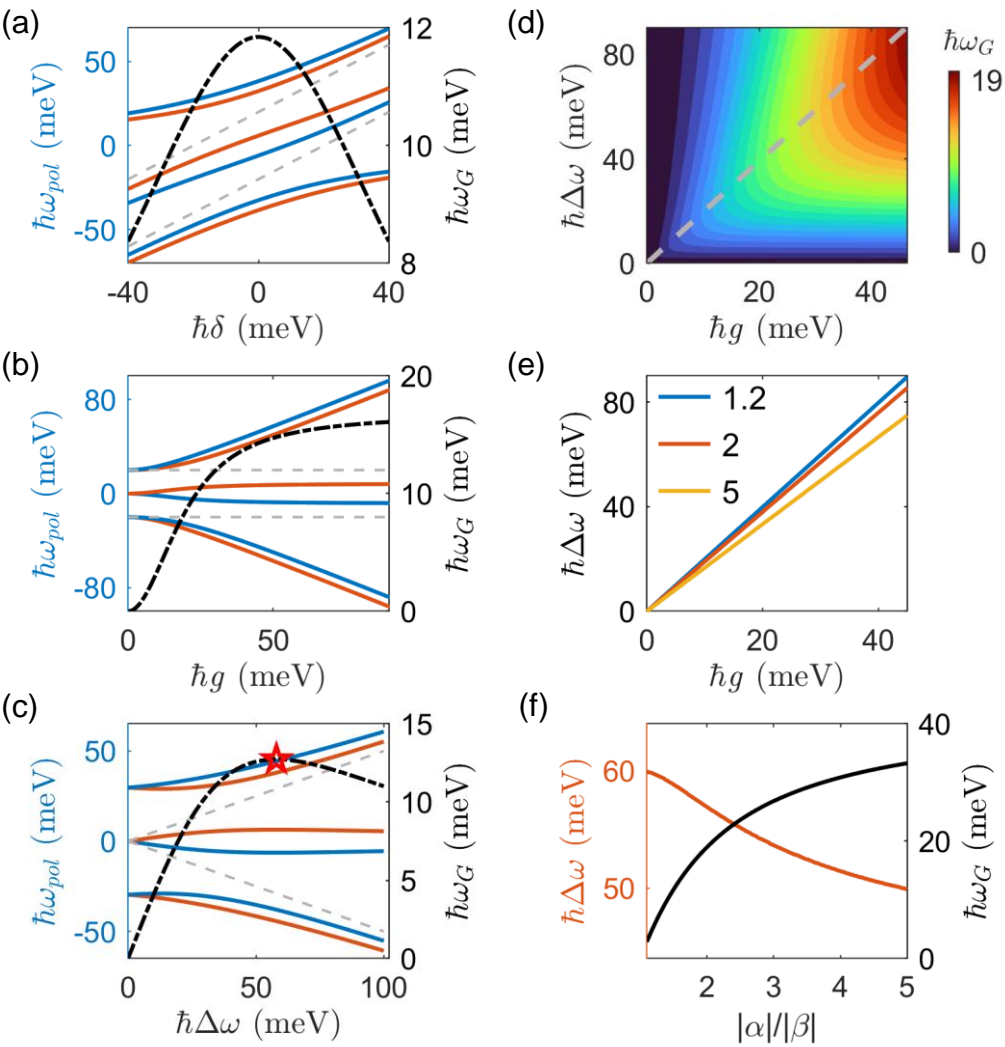 (a)
50
0
-50
ħω_pol (meV)
12
10
8
ħω_G (meV)
-40
0
40
ħδ (meV)
(d)
80
40
0
ħΔω (meV)
0
20
40
ħg (meV)
ħω_G
19
0
(b)
80
0
-80
ħω_pol (meV)
20
10
0
ħω_G (meV)
0
50
ħg (meV)
(e)
80
40
0
ħΔω (meV)
1.2
2
5
0
20
40
ħg (meV)
(c)
50
0
-50
ħω_pol (meV)
15
10
5
0
ħω_G (meV)
0
50
100
ħΔω (meV)
(f)
60
50
ħΔω (meV)
40
20
0
ħω_G (meV)
2
3
4
5
|α|/|β|